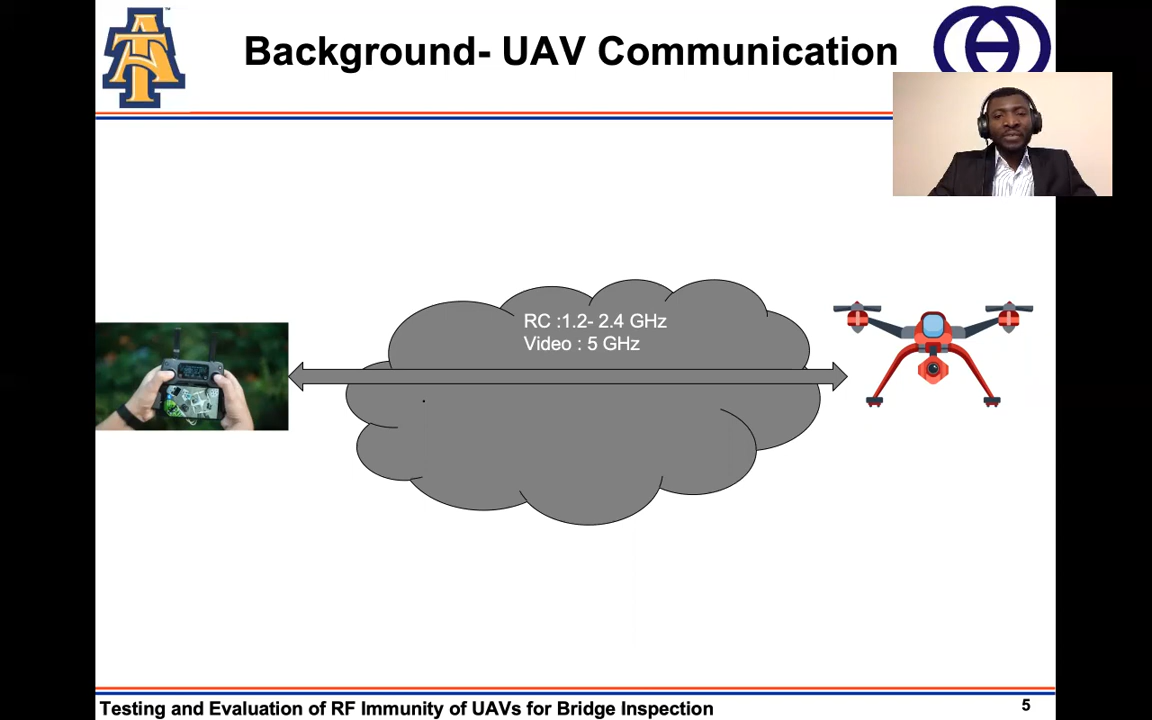 Background- UAV Communication
RC :1.2- 2.4 GHz
Video : 5 GHz
Testing and Evaluation of RF Immunity of UAVs for Bridge Inspection
5